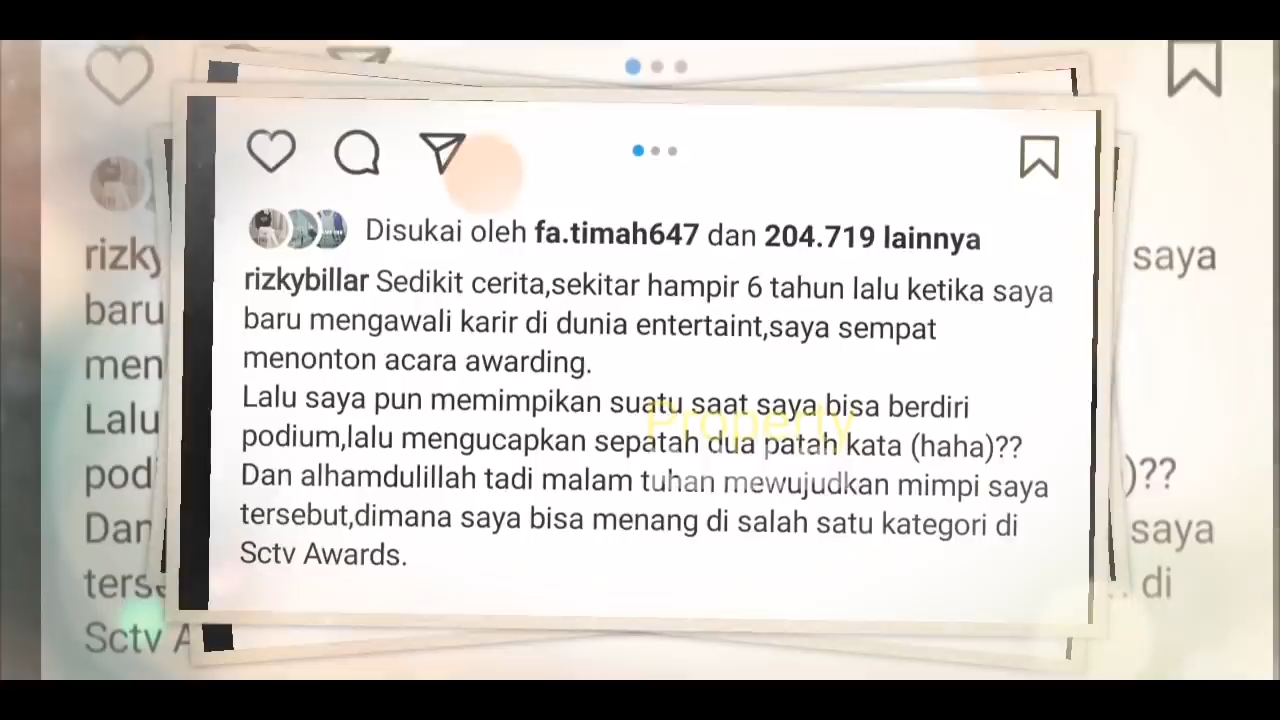 Disukai oleh fa.timah647 dan 204.719 lainnya
rizkybillar Sedikit cerita,sekitar hampir 6 tahun lalu ketika saya
baru mengawali karir di dunia entertaint,saya sempat
menonton acara awarding.
Lalu saya pun memimpikan suatu saat saya bisa berdiri
podium,lalu mengucapkan sepatah dua patah kata (haha)??
Dan alhamdulillah tadi malam tuhan mewujudkan mimpi saya
tersebut,dimana saya bisa menang di salah satu kategori di
Sctv Awards.
Property